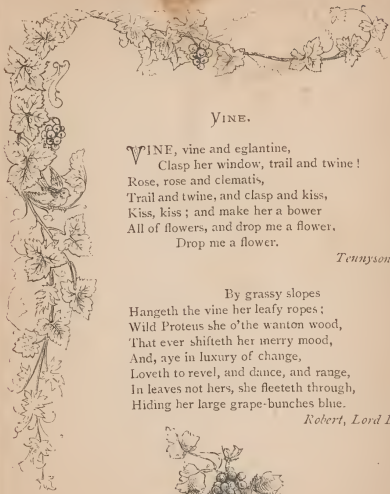 VINE.
VINE, vine and eglantine,
Clasp her window, trail and twine !
Rose, rose and clematis,
Trail and twine, and clasp and kiss,
Kiss, kiss ; and make her a bower
All of flowers, and drop me a flower.
Drop me a flower.
Tennyson
By grassy slopes
Hangeth the vine her leafy ropes ;
Wild Proteus she o'the wanton wood,
That ever shifteth her merry mood,
And, aye in luxury of change,
Loveth to revel, and dance, and range,
In leaves not hers, she fleeteth through,
Hiding her large grape-bunches blue.
Robert, Lord